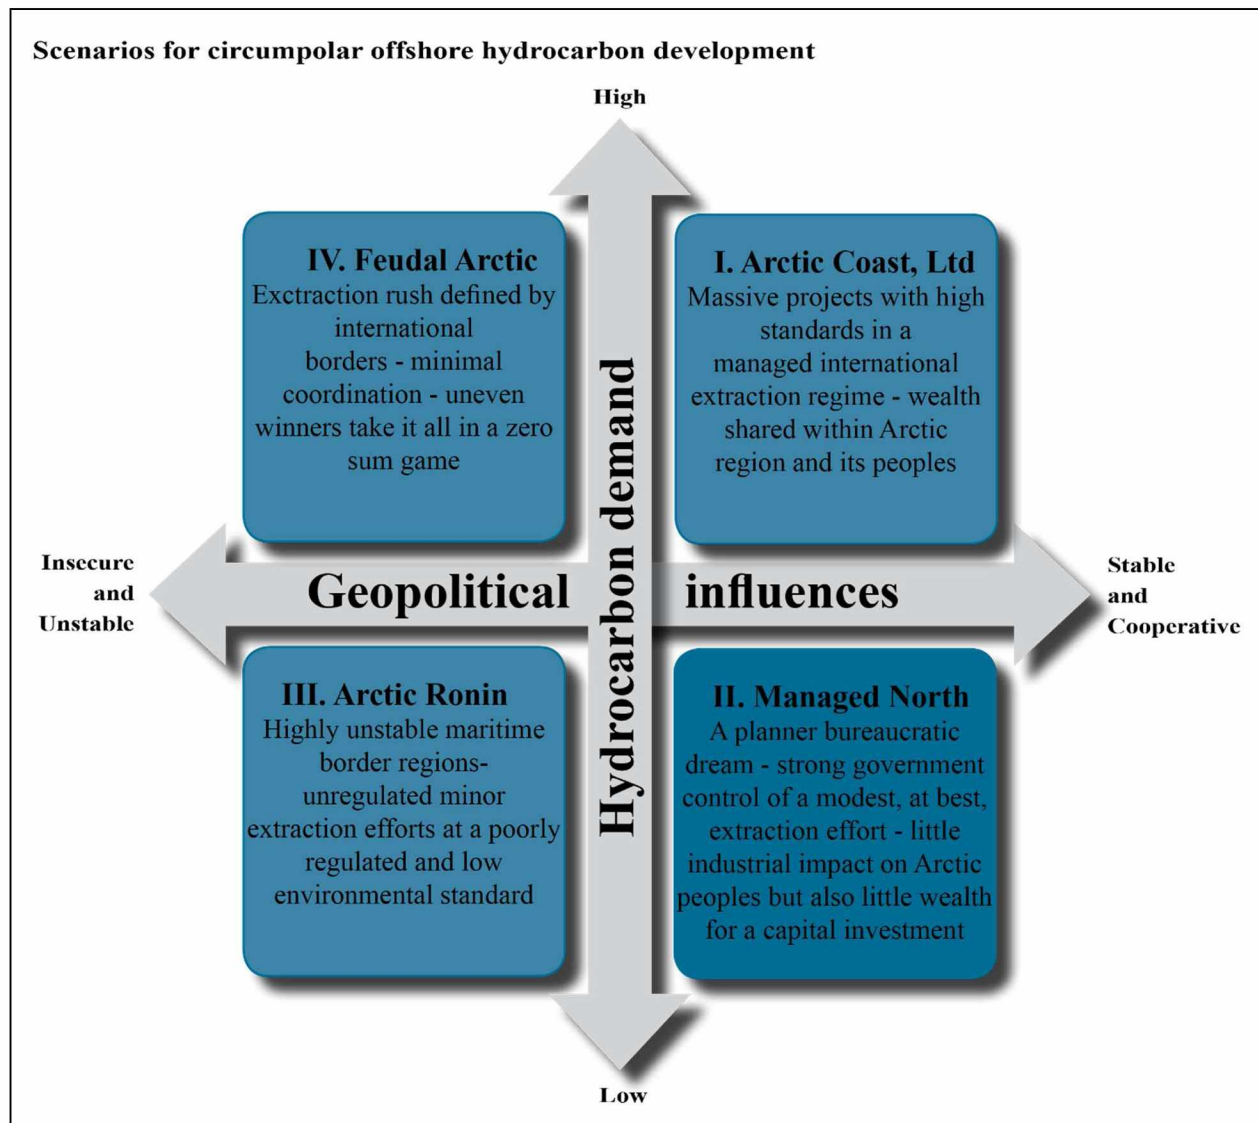 Scenarios for circumpolar offshore hydrocarbon development
High
IV. Feudal Arctic
Exctraction rush defined by
international
borders - minimal
coordination - uneven
winners take it all in a zero
sum game
I. Arctic Coast, Ltd
Massive projects with high
standards in a
managed international
extraction regime - wealth
shared within Arctic
region and its peoples
Hydrocarbon demand
Insecure
and
Unstable
Geopolitical influences
Stable
and
Cooperative
III. Arctic Ronin
Highly unstable maritime
border regions-
unregulated minor
extraction efforts at a poorly
regulated and low
environmental standard
II. Managed North
A planner bureaucratic
dream - strong government
control of a modest, at best,
extraction effort - little
industrial impact on Arctic
peoples but also little wealth
for a capital investment
Low